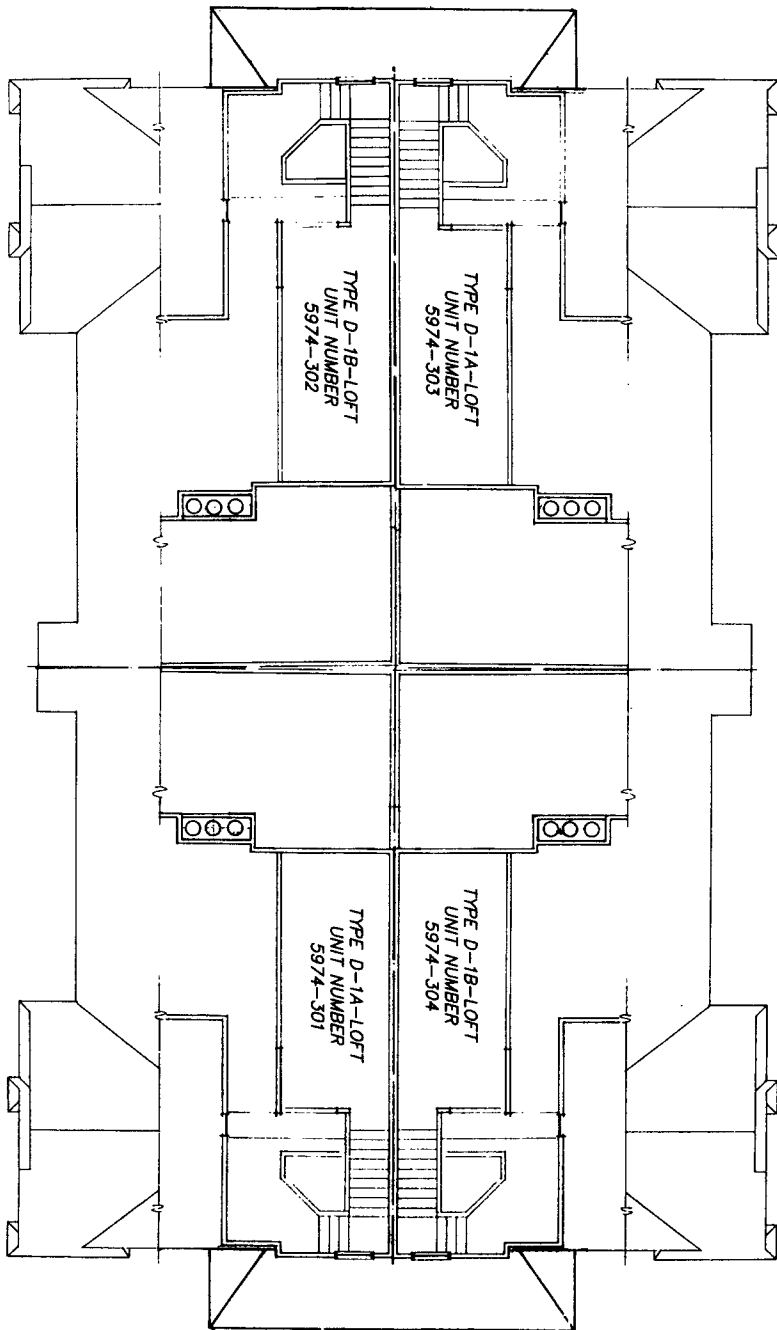 TYPE D-1B-LOFT
UNIT NUMBER
5974-302
TYPE D-1A-LOFT
UNIT NUMBER
5974-303
TYPE D-1A-LOFT
UNIT NUMBER
5974-301
TYPE D-1B-LOFT
UNIT NUMBER
5974-304